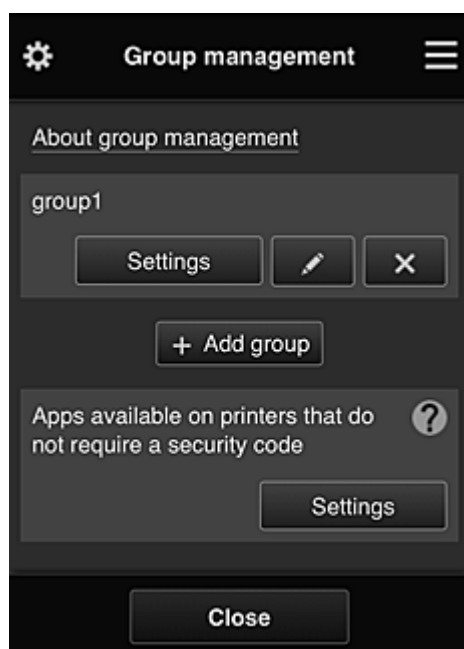 Group management
About group management
group1
Settings
+ Add group
Apps available on printers that do
not require a security code
?
Settings
Close